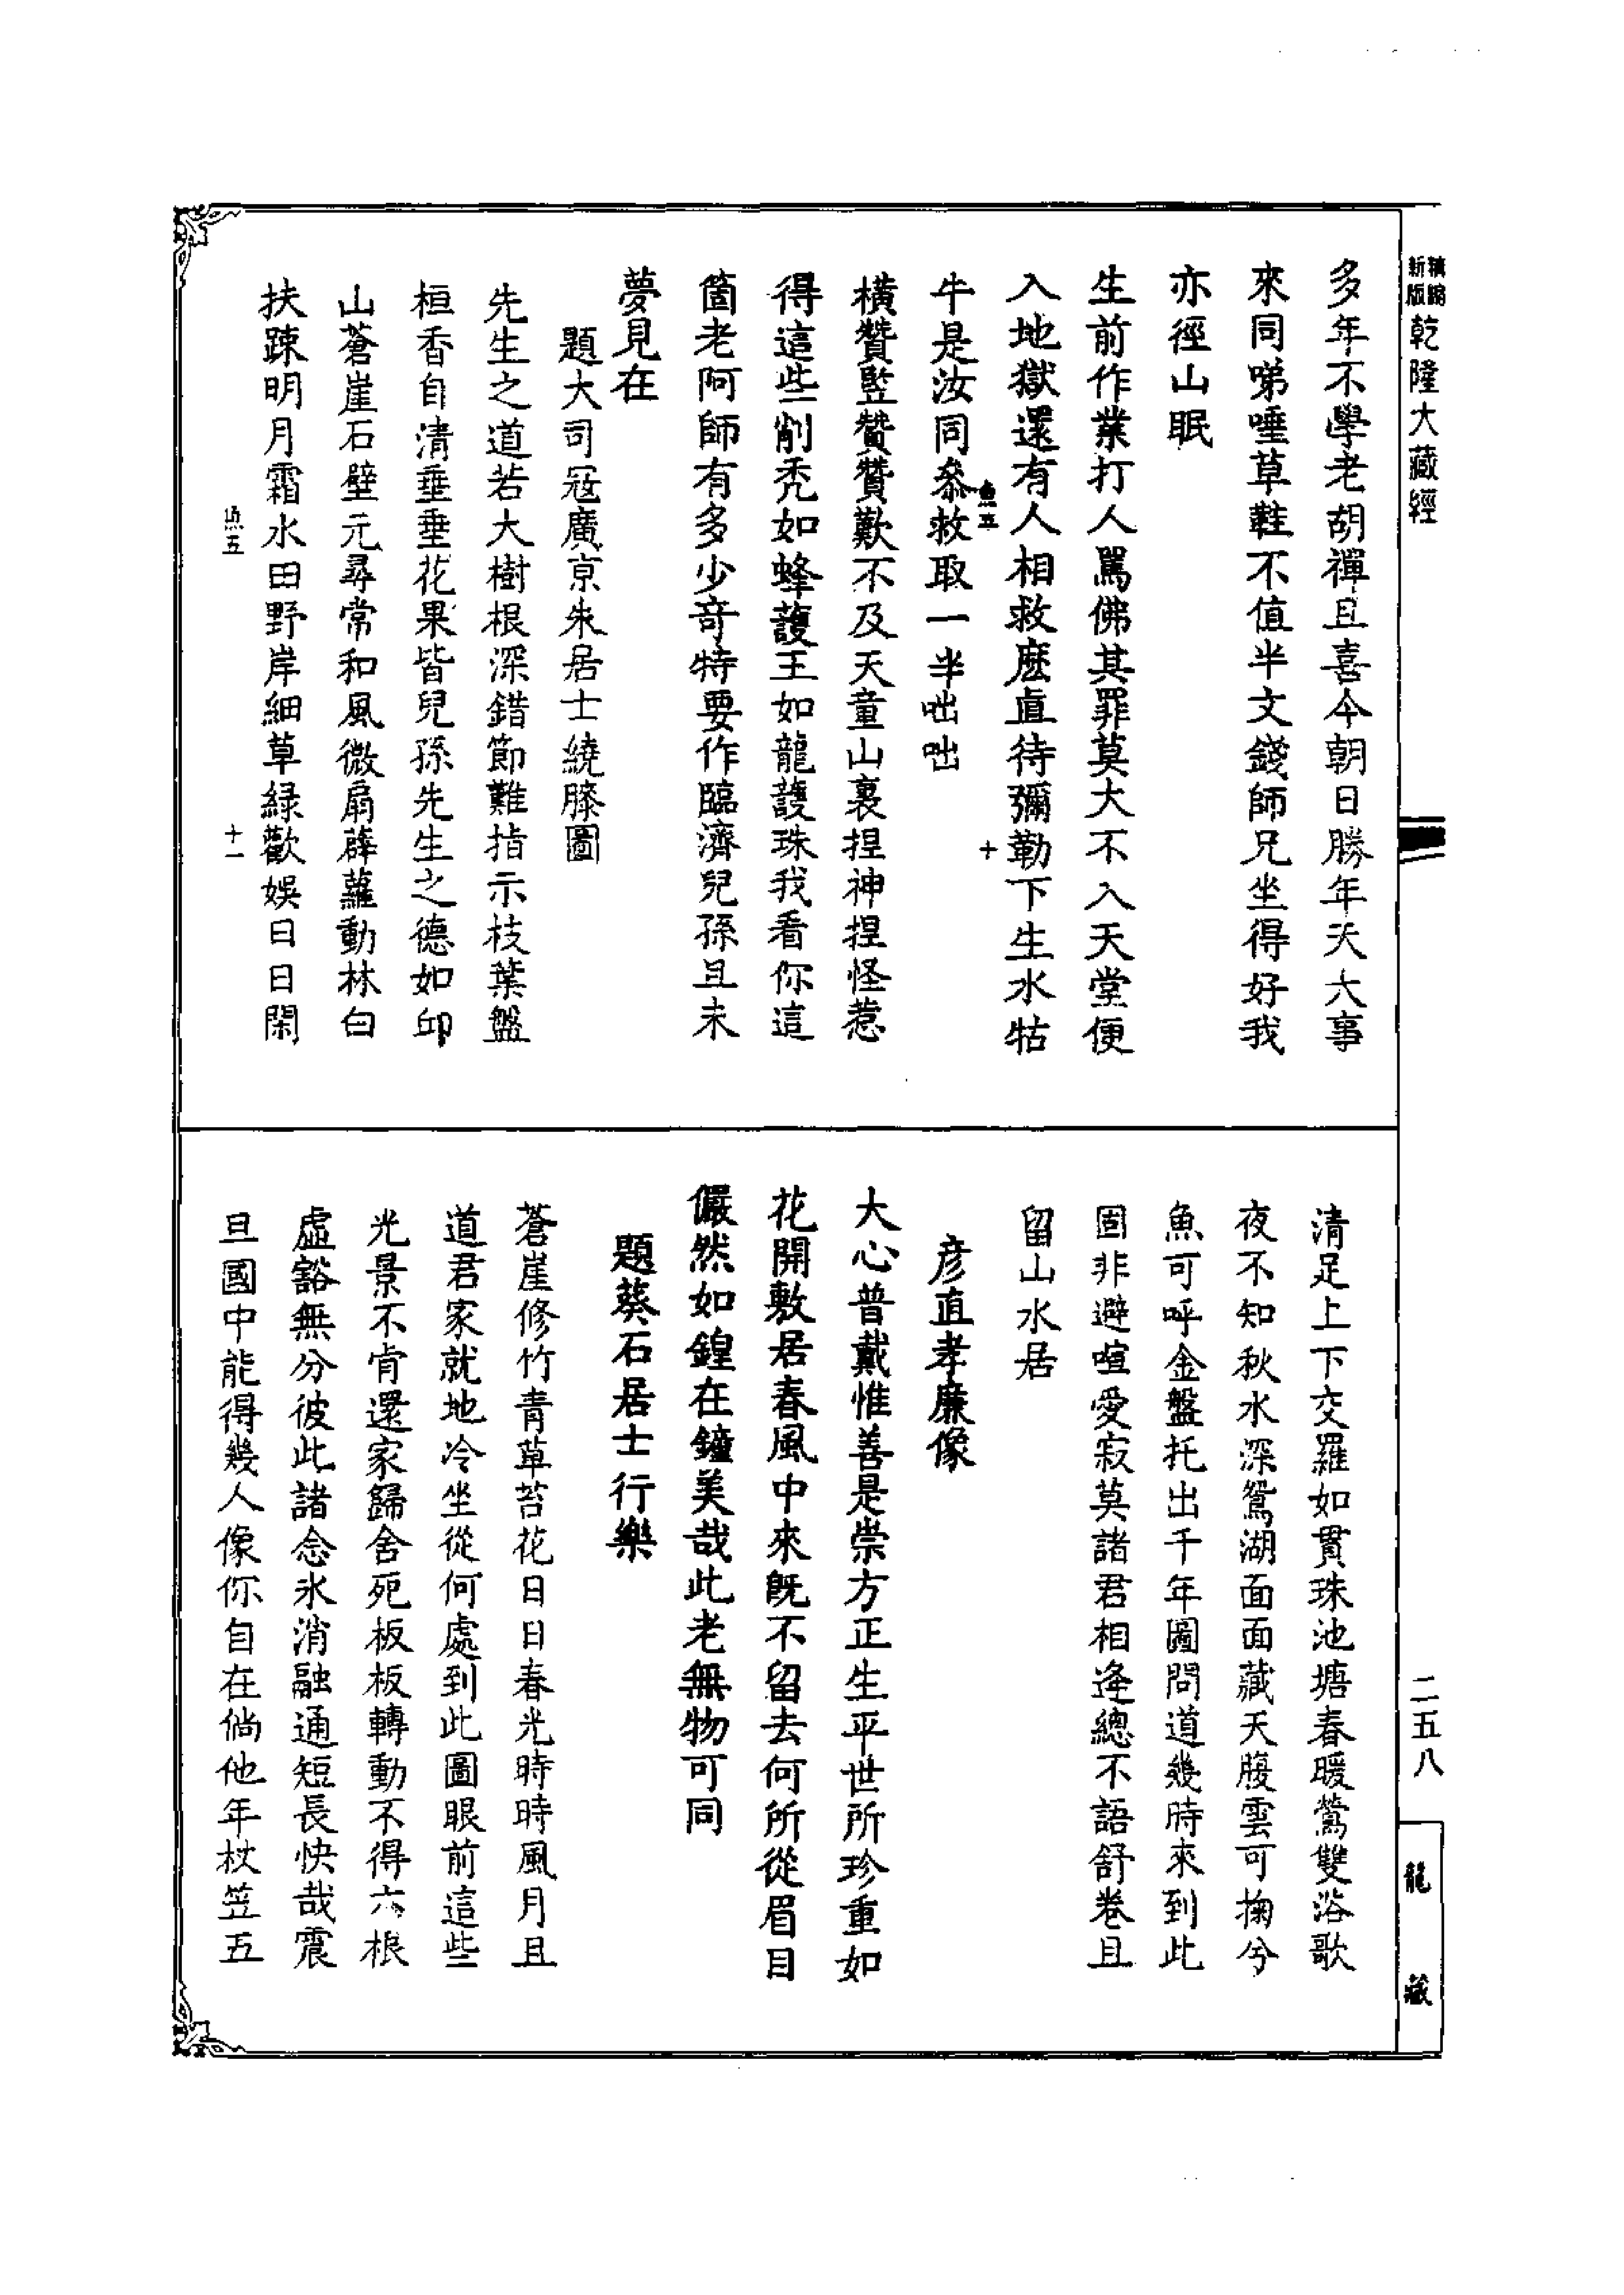 新版
精縮
乾隆大藏經
多年不學老胡禪且喜今朝日勝年天大事
來同唾唾草鞋不值半文錢師兄坐得好我
亦徑山眠
生前作業打人罵佛其罪莫大不入天堂便
入地獄還有人相救麽直待彌勒下生水牯
魚五
十
牛是汝同叅救取一半咄咄
橫贊竪贊贊歎不及天童山裏捏神捏怪惹
得這些削禿如蜂護王如龍護珠我看你這
箇老阿師有多少竒特要作臨濟兒孫且未
夢見在
題大司寇廣原朱居士繞膝圖
先生之道若大樹根深錯節難指示枝葉盤
桓香自清垂垂花果皆兒孫先生之德如卬
山蒼崖石壁元尋常和風微扇薜蘿動林白
扶踈明月霜水田野岸細草緑歡娛日日閑
魚五
十一
清足上下交羅如貫珠池塘春暖鶯雙浴歌
夜不知秋水深鴛湖面面藏天腹雲可掬兮
魚可呼金盤托出千年圖問道幾時來到此
固非避喧愛寂莫諸君相逢總不語舒卷且
留山水居
彦直孝廉像
大心普戴惟善是崇方正生平世所珍重如
花開敷居春風中來既不留去何所從眉目
儼然如鍠在鐘美哉此老無物可同
題葵石居士行樂
蒼崖修竹青草苔花日日春光時時風月且
道君家就地冷坐從何處到此圖眼前這些
光景不肯還家歸舍死板板轉動不得六根
虛豁無分彼此諸念氷消融通短長快哉震
旦國中能得幾人像你自在倘他年杖笠五
二五八
龍藏